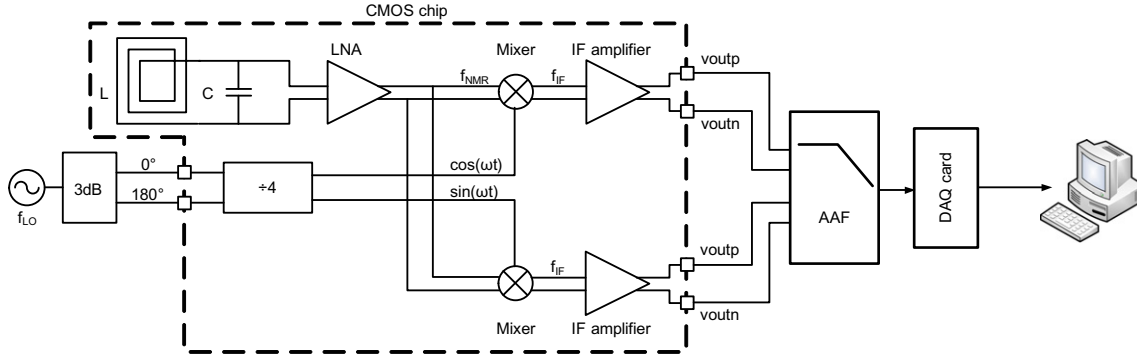 CMOS chip
LNA
Mixer
IF amplifier
voutp
L
C
f_NMR
f_IF
voutn
0°
3dB
180°
f_LO
÷4
cos(ωt)
sin(ωt)
AAF
DAQ card
f_IF
voutp
voutn
Mixer
IF amplifier